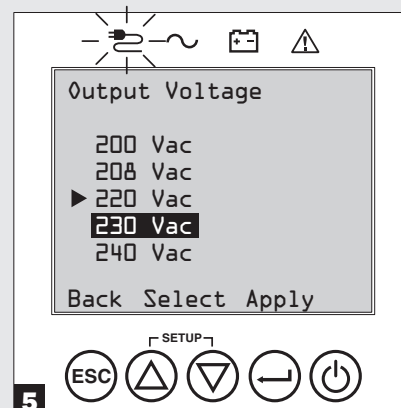 Output Voltage
200 Vac
208 Vac
▶ 220 Vac
230 Vac
240 Vac
Back Select Apply
SETUP
ESC
5